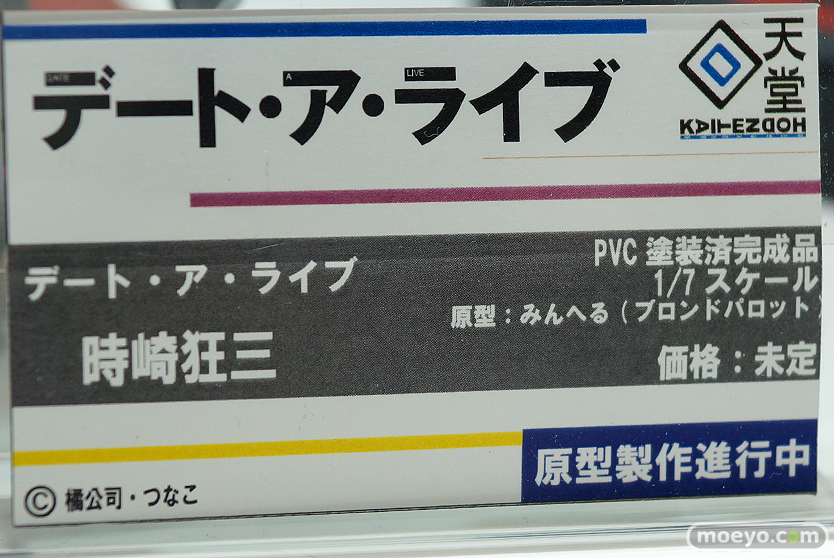 DATE A LIVE
デート・ア・ライブ
天堂
KAITENDOH
デート・ア・ライブ
時崎狂三
PVC 塗装済完成品
1/7 スケール
原型：みんへる（ブロンドパロット）
価格：未定
原型製作進行中
©橘公司・つなこ
moeyo.com